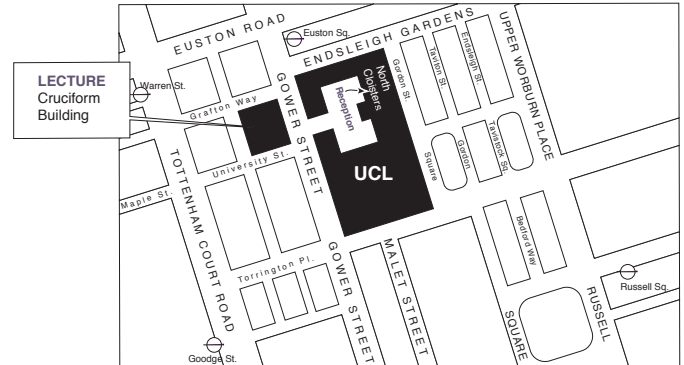 EUSTON ROAD
Euston Sq.
ENDSLEIGH GARDENS
UPPER WORBURN PLACE
LECTURE
Cruciform
Building
Warren St.
Grafton Way
GOWER STREET
North
Cloisters
Reception
Gordon St.
Taviton St.
Endsleigh St.
TOTTENHAM COURT ROAD
University St.
UCL
Square
Gordon
Tavistock Sq.
Maple St.
Torrington Pl.
GOWER STREET
MALET STREET
Bedford Way
Russell Sq.
RUSSELL
SQUARE
Goodge St.